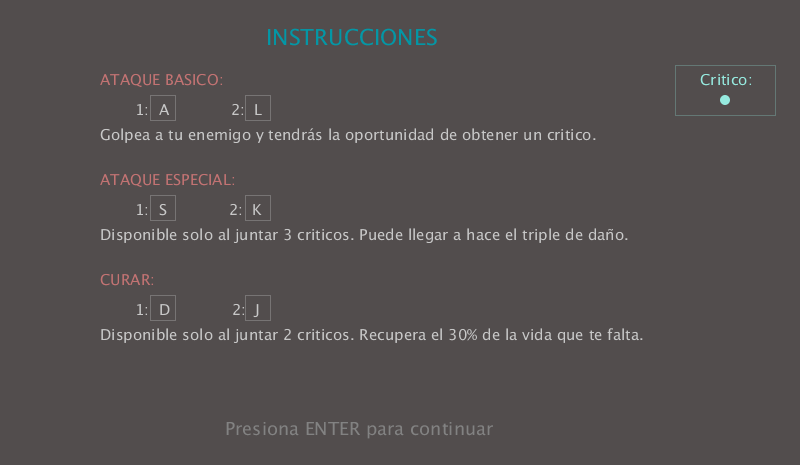 INSTRUCCIONES
ATAQUE BASICO:
Critico:
1: A 2: L
Golpea a tu enemigo y tendrás la oportunidad de obtener un critico.
ATAQUE ESPECIAL:
1: S 2: K
Disponible solo al juntar 3 criticos. Puede llegar a hace el triple de daño.
CURAR:
1: D 2: J
Disponible solo al juntar 2 criticos. Recupera el 30% de la vida que te falta.
Presiona ENTER para continuar